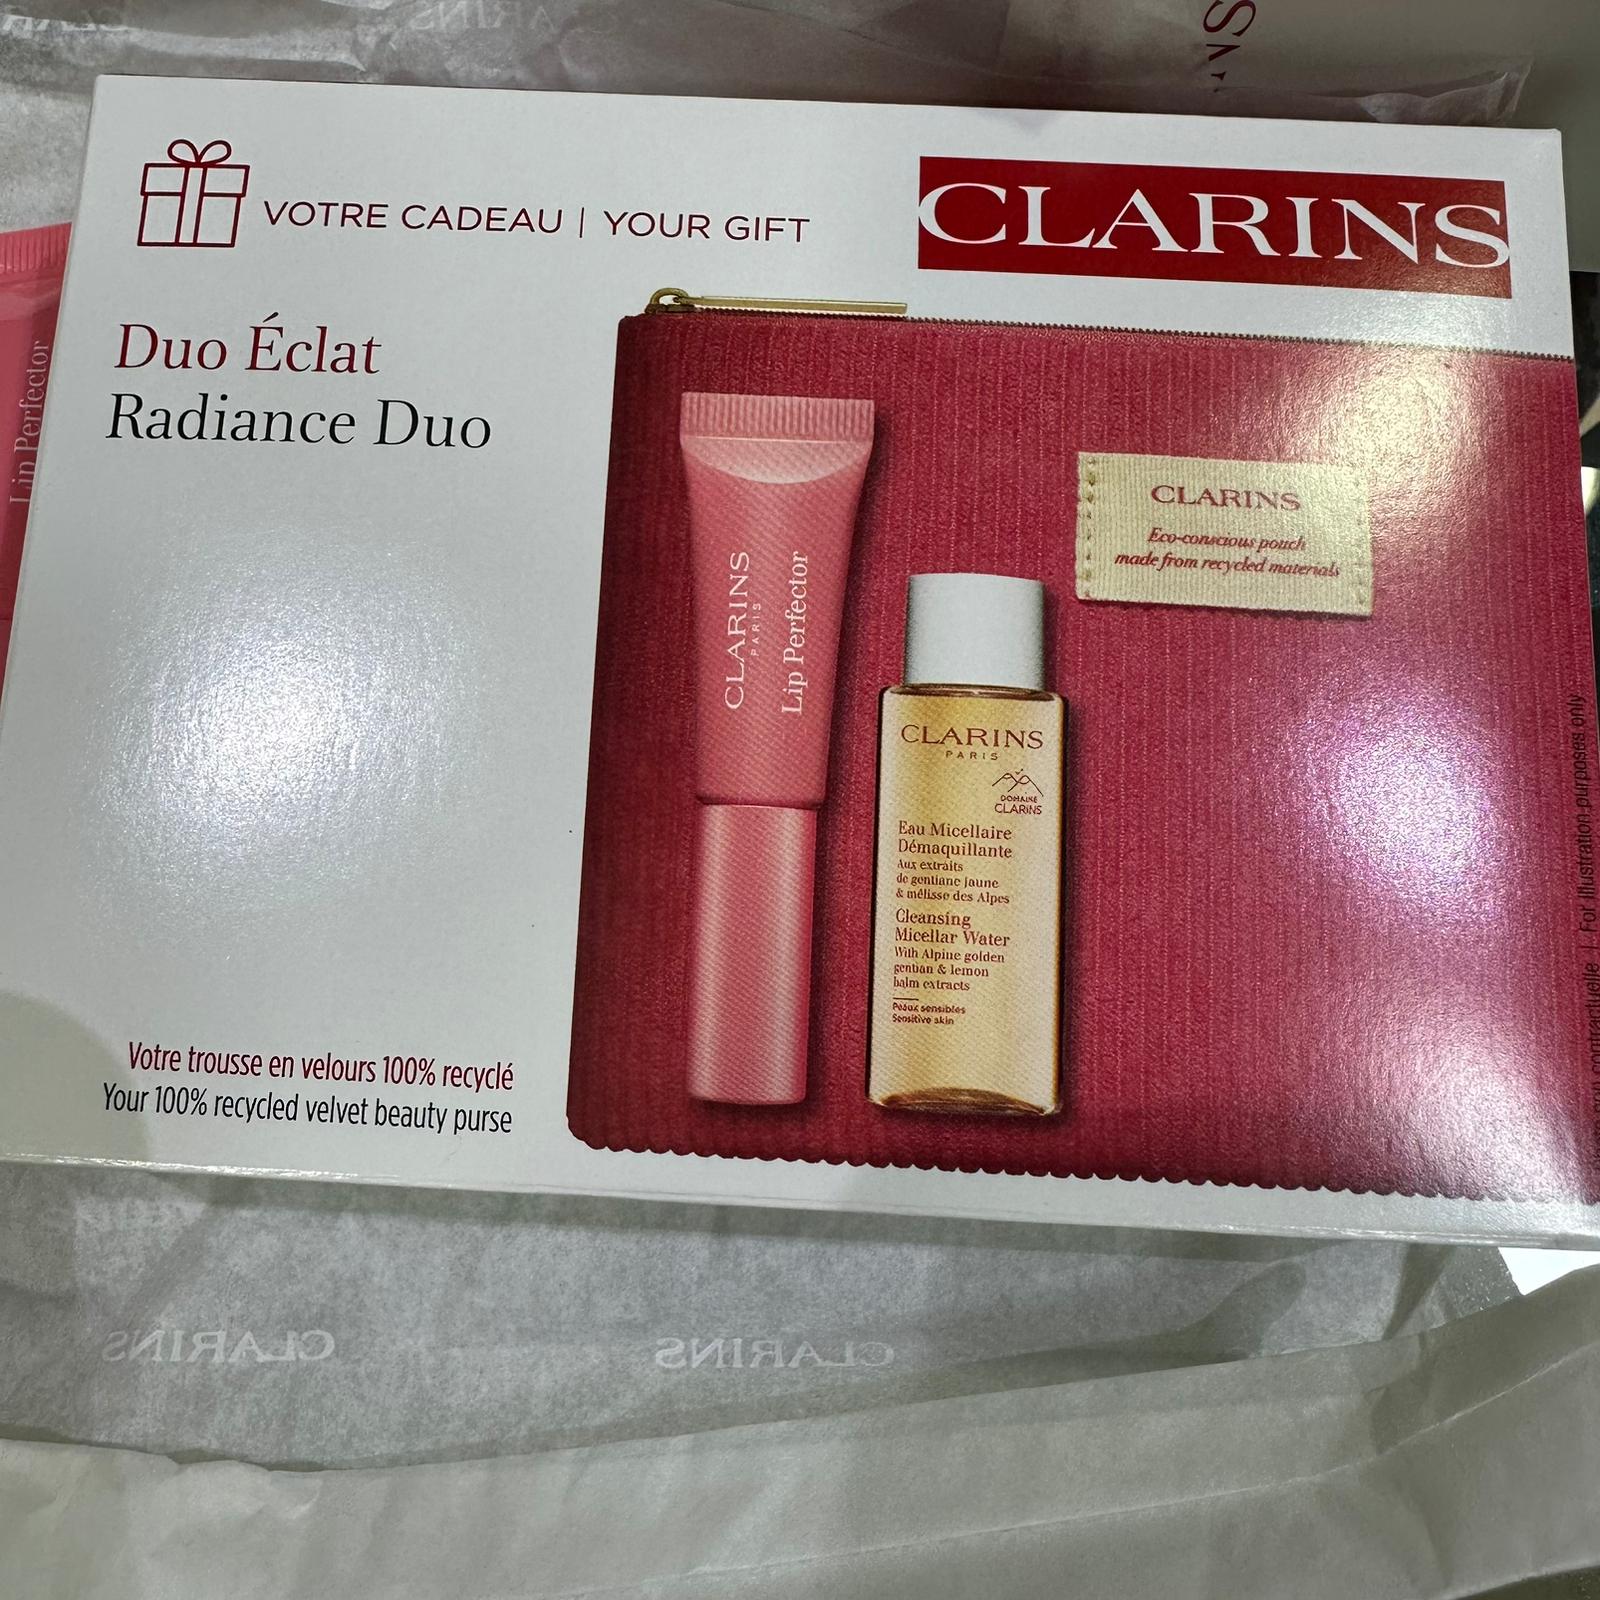 VOTRE CADEAU | YOUR GIFT
CLARINS
Duo Éclat
Radiance Duo
CLARINS
PARIS
Lip Perfector
CLARINS
Eco-conscious pouch
made from recycled materials
CLARINS
PARIS
DOMAINE
CLARINS
Eau Micellaire
Démaquillante
Aux extraits
de gentiane jaune
& mélisse des Alpes
Cleansing
Micellar Water
With Alpine golden
gentian & lemon
balm extracts
Peaux sensibles
Sensitive skin
Votre trousse en velours 100% recyclé
Your 100% recycled velvet beauty purse
contractuelle | For illustration purposes only
Lip Perfector
CLARINS
CLARINS
CLARINS